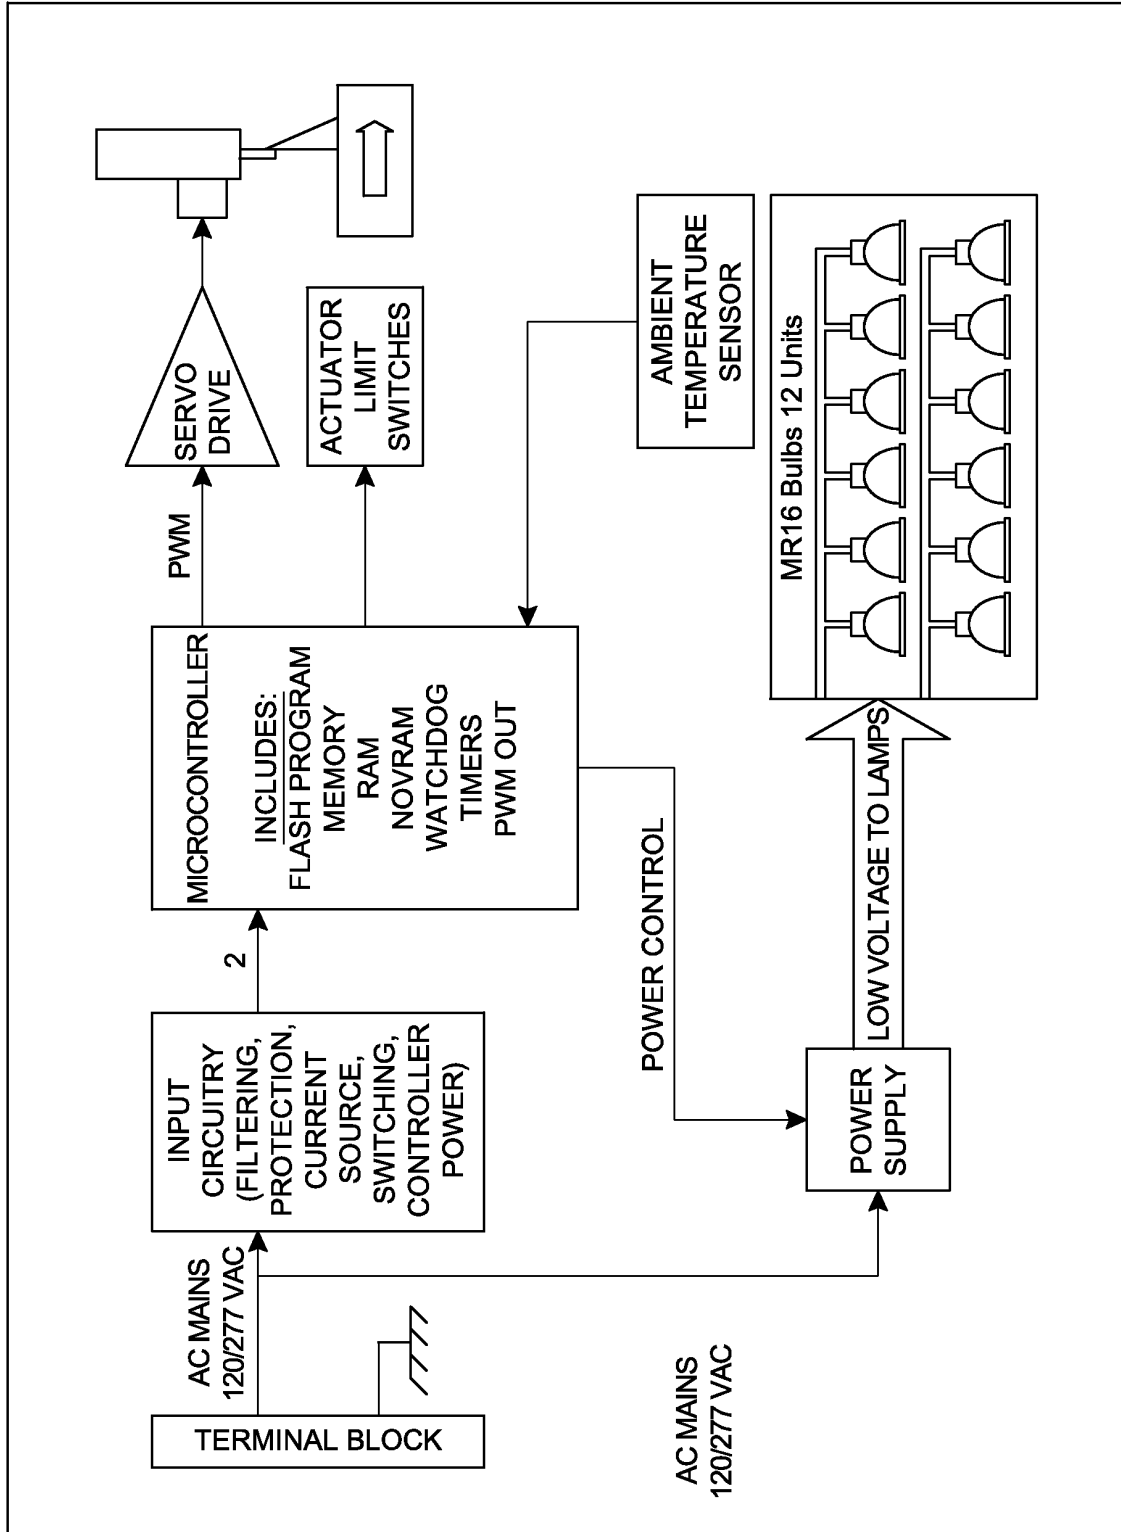 TERMINAL BLOCK
AC MAINS
120/277 VAC
INPUT
CIRCUITRY
(FILTERING,
PROTECTION,
CURRENT
SOURCE,
SWITCHING,
CONTROLLER
POWER)
2
MICROCONTROLLER
INCLUDES:
FLASH PROGRAM
MEMORY
RAM
NOVRAM
WATCHDOG
TIMERS
PWM OUT
PWM
SERVO
DRIVE
ACTUATOR
LIMIT
SWITCHES
AMBIENT
TEMPERATURE
SENSOR
POWER CONTROL
AC MAINS
120/277 VAC
POWER
SUPPLY
LOW VOLTAGE TO LAMPS
MR16 Bulbs 12 Units